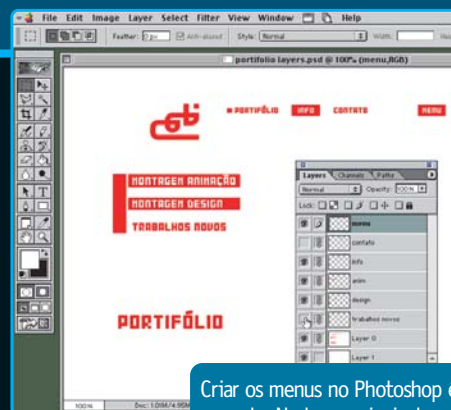 File Edit Image Layer Select Filter View Window Help
Feather: 0 px Anti-aliased Style: Normal Width:
portifolio layers.psd @ 100% (menu,RGB)
PORTIFÓLIO INFO CONTATO MENU
MONTAGEM ANIMAÇÃO
MONTAGEM DESIGN
TRABALHOS NOVOS
PORTIFÓLIO
Layers Channels Paths
Normal Opacity: 100%
Lock:
menu
contato
info
anim
design
trabalhos novos
Layer 0
Layer 1
100% Doc:
Criar os menus no Photoshop